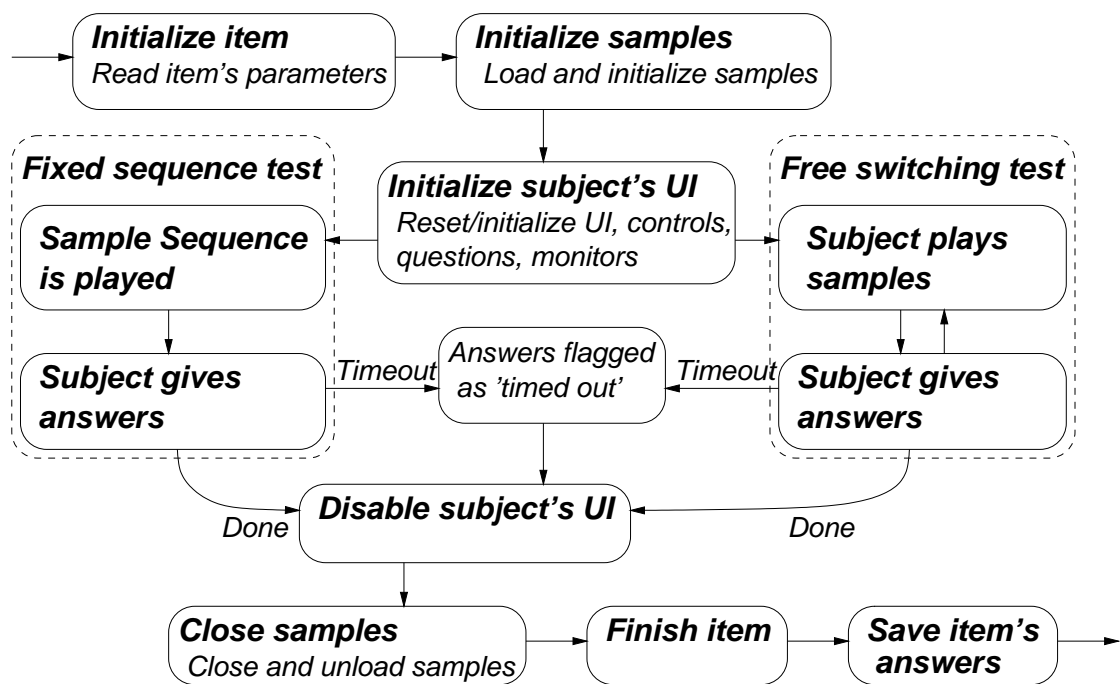 Initialize item
Read item's parameters
Initialize samples
Load and initialize samples
Fixed sequence test
Initialize subject's UI
Reset/initialize UI, controls,
questions, monitors
Free switching test
Sample Sequence
is played
Subject plays
samples
Subject gives
answers
Timeout
Answers flagged
as 'timed out'
Timeout
Subject gives
answers
Done
Disable subject's UI
Done
Close samples
Close and unload samples
Finish item
Save item's
answers